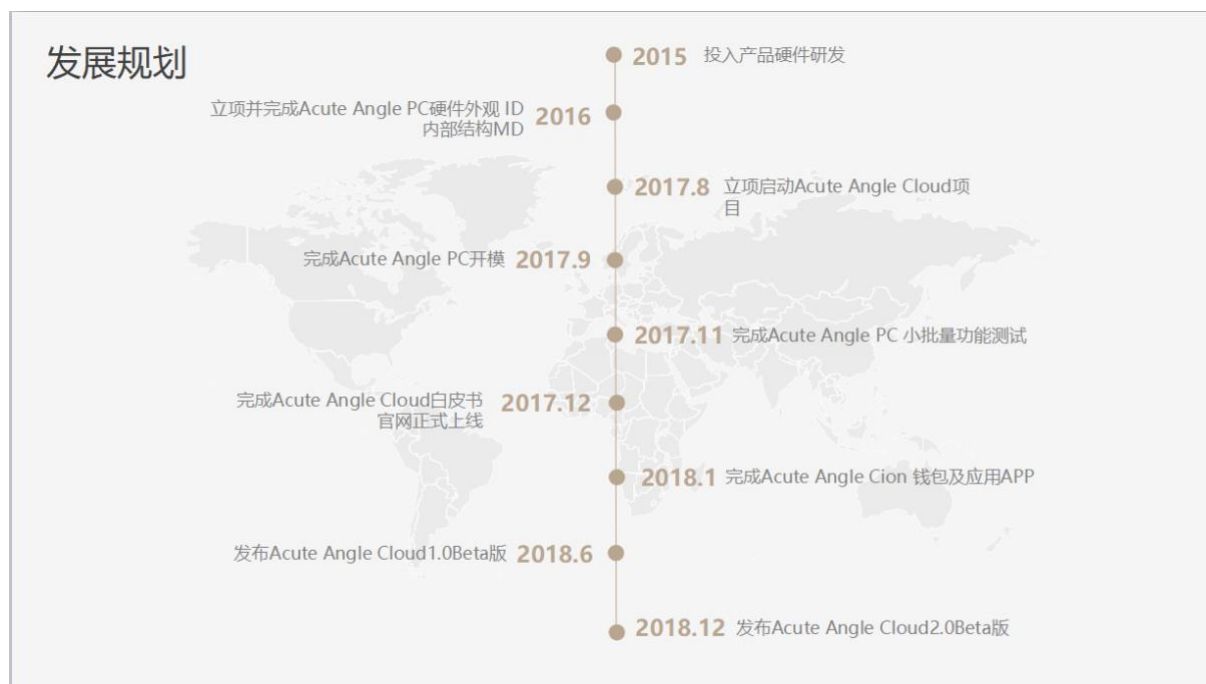 发展规划
2015 投入产品硬件研发
立项并完成Acute Angle PC硬件外观 ID
内部结构MD
2016
2017.8 立项启动Acute Angle Cloud项
目
完成Acute Angle PC开模 2017.9
2017.11 完成Acute Angle PC 小批量功能测试
完成Acute Angle Cloud白皮书
官网正式上线
2017.12
2018.1 完成Acute Angle Cion 钱包及应用APP
发布Acute Angle Cloud1.0Beta版 2018.6
2018.12 发布Acute Angle Cloud2.0Beta版